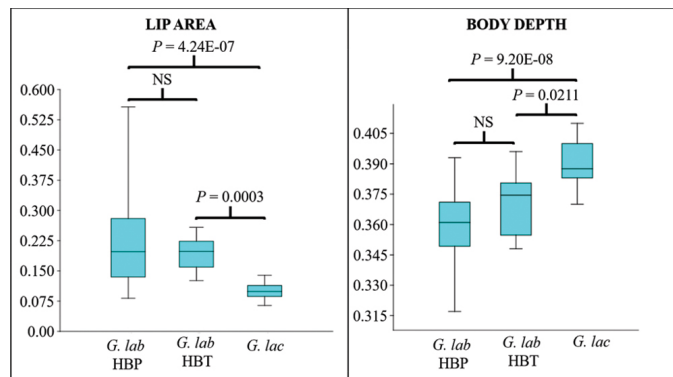 LIP AREA
P = 4.24E-07
NS
P = 0.0003
0.600
0.525
0.450
0.375
0.300
0.225
0.150
0.075
0.00
G. lab
HBP
G. lab
HBT
G. lac
BODY DEPTH
P = 9.20E-08
P = 0.0211
NS
0.405
0.390
0.375
0.360
0.345
0.330
0.315
G. lab
HBP
G. lab
HBT
G. lac